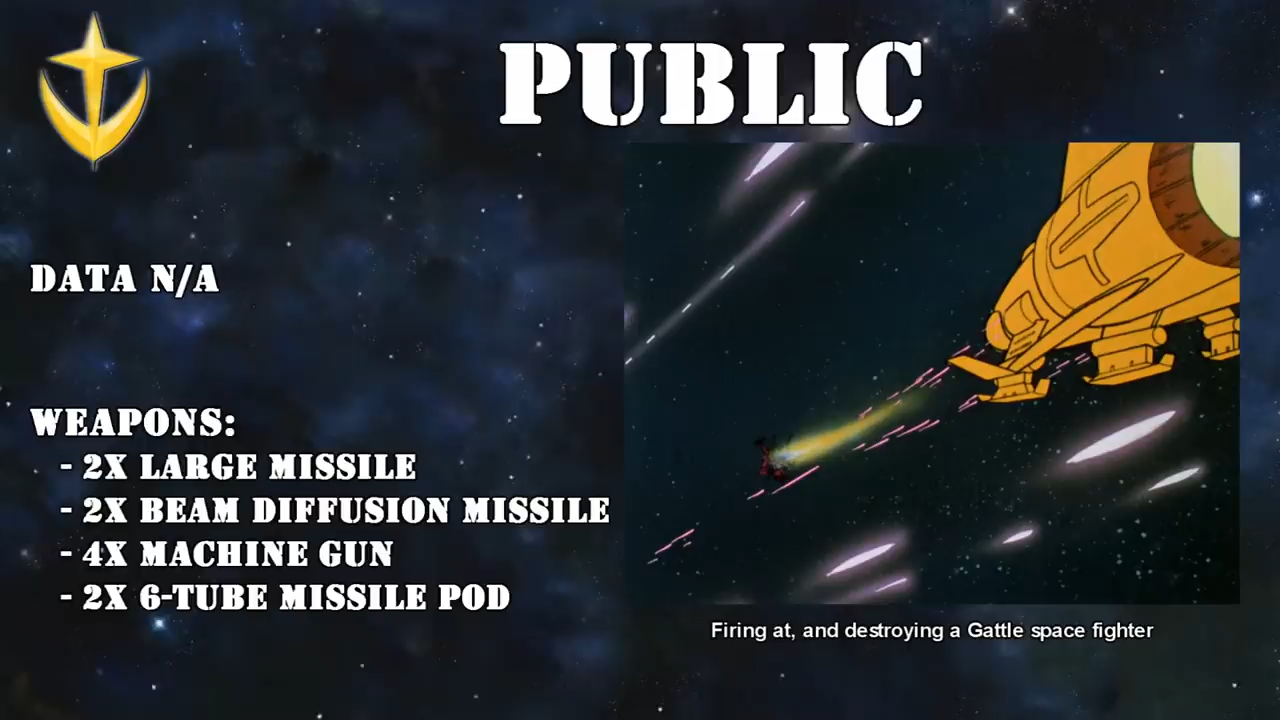 PUBLIC
DATA N/A
WEAPONS:
- 2X LARGE MISSILE
- 2X BEAM DIFFUSION MISSILE
- 4X MACHINE GUN
- 2X 6-TUBE MISSILE POD
Firing at, and destroying a Gattle space fighter